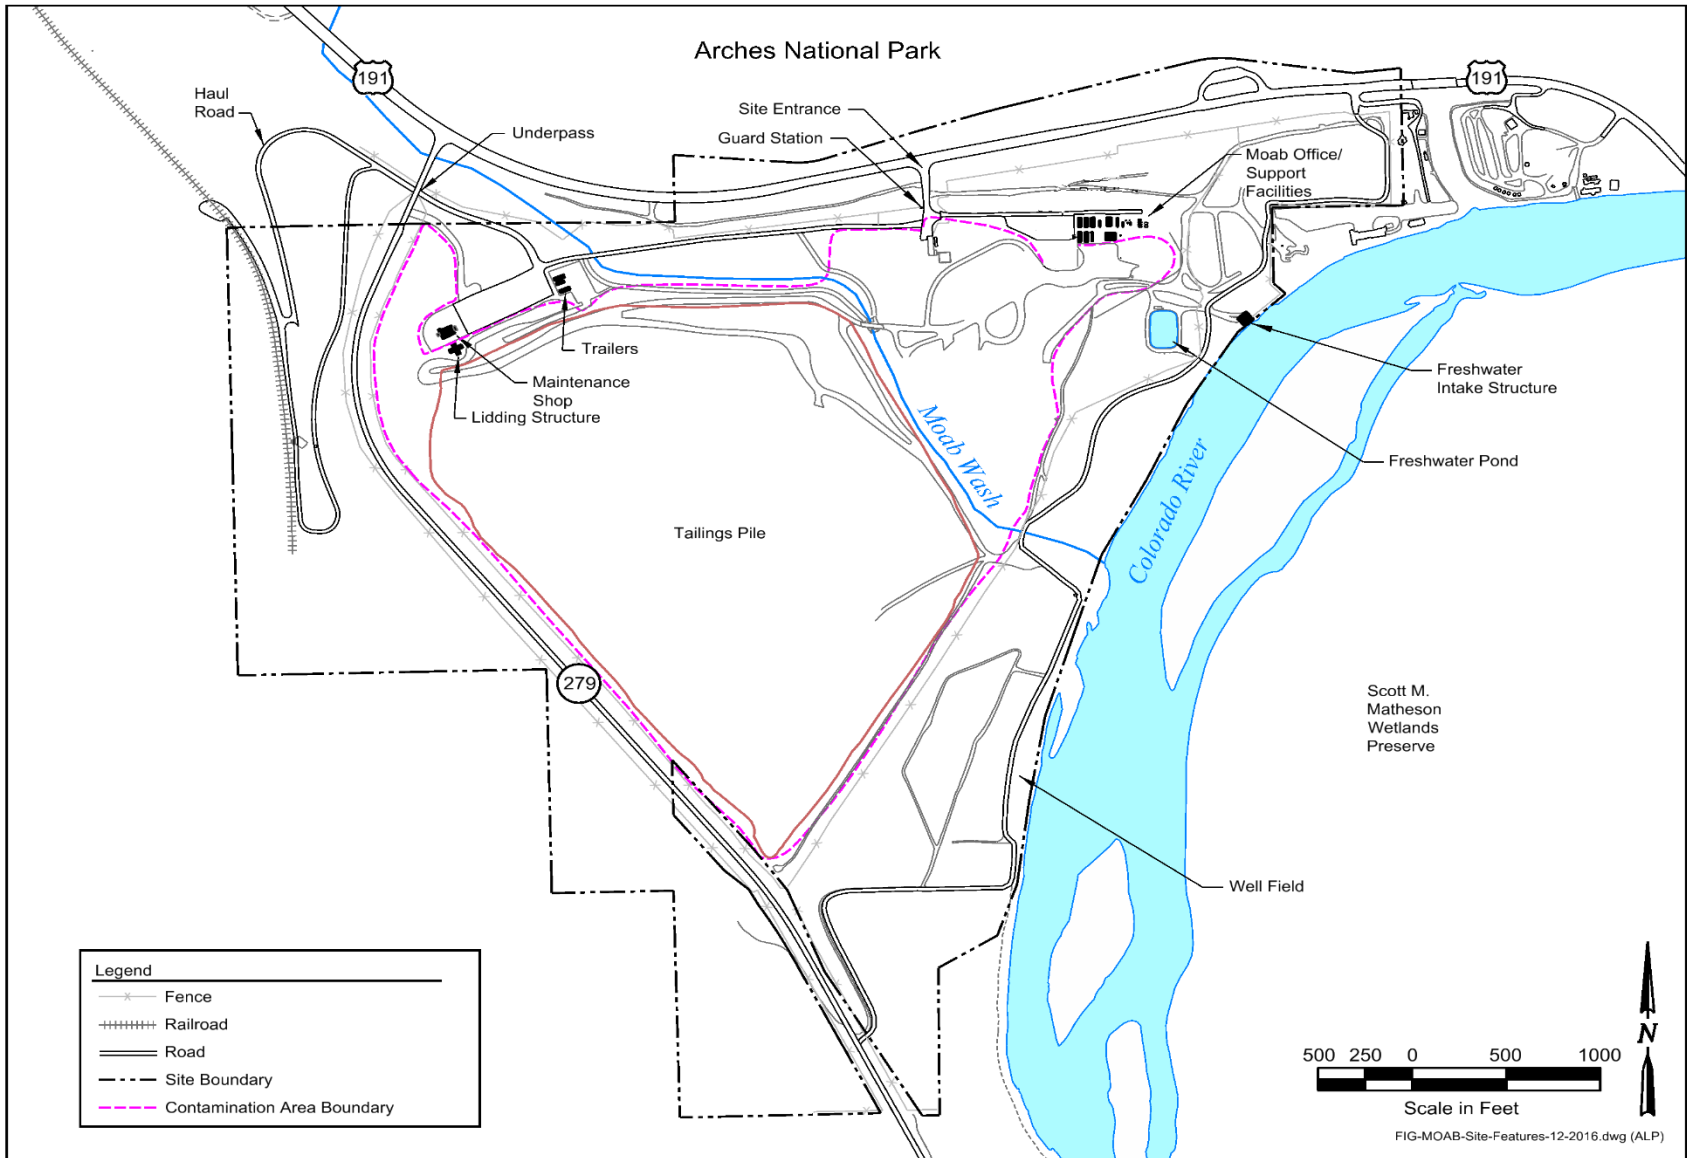 Arches National Park
191
191
Haul
Road
Underpass
Site Entrance
Guard Station
Moab Office/
Support
Facilities
Trailers
Maintenance
Shop
Lidding Structure
Moab Wash
Freshwater
Intake Structure
Freshwater Pond
Colorado River
Tailings Pile
279
Scott M.
Matheson
Wetlands
Preserve
Well Field
Legend
Fence
Railroad
Road
Site Boundary
Contamination Area Boundary
N
500 250 0 500 1000
Scale in Feet
FIG-MOAB-Site-Features-12-2016.dwg (ALP)